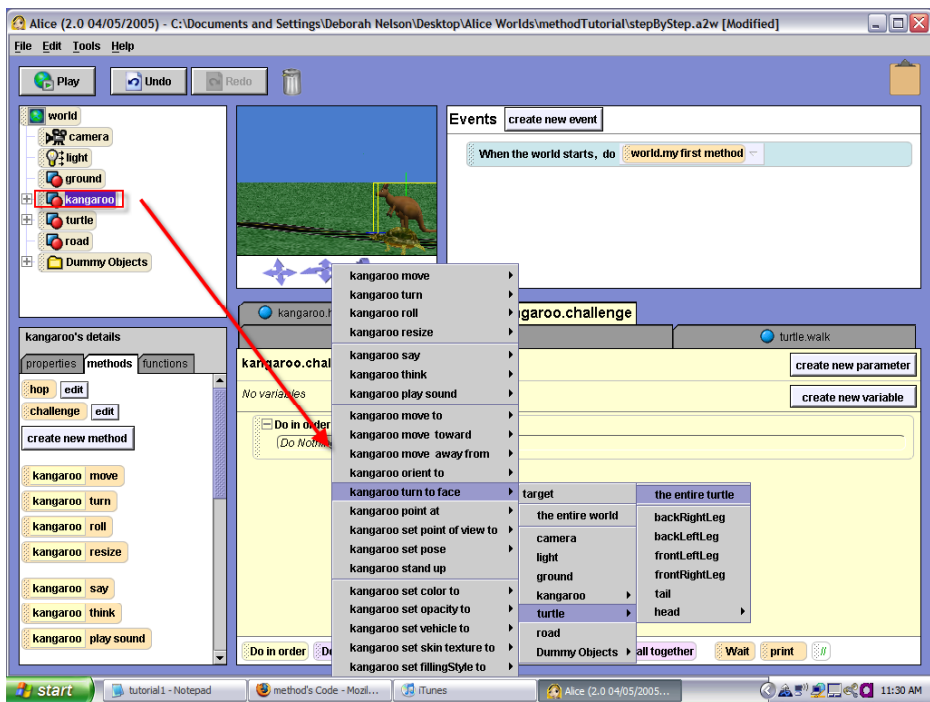 Alice (2.0 04/05/2005) - C:\Documents and Settings\Deborah Nelson\Desktop\Alice Worlds\methodTutorial\stepByStep.a2w [Modified]
File Edit Tools Help
Play Undo Redo
world
camera
light
ground
kangaroo
turtle
road
Dummy Objects
Events create new event
When the world starts, do world.my first method
kangaroo's details
properties methods functions
hop edit
challenge edit
create new method
kangaroo move
kangaroo turn
kangaroo roll
kangaroo resize
kangaroo say
kangaroo think
kangaroo play sound
kangaroo.challenge
turtle.walk
create new parameter
No variables
create new variable
Do in order
kangaroo move
kangaroo turn
kangaroo roll
kangaroo resize
kangaroo say
kangaroo think
kangaroo play sound
kangaroo move to
kangaroo move toward
kangaroo move away from
kangaroo orient to
kangaroo turn to face
kangaroo point at
kangaroo set point of view to
kangaroo set pose
kangaroo stand up
kangaroo set color to
kangaroo set opacity to
kangaroo set vehicle to
kangaroo set skin texture to
kangaroo set fillingStyle to
target
the entire world
camera
light
ground
kangaroo
turtle
road
Dummy Objects
the entire turtle
backRightLeg
backLeftLeg
frontLeftLeg
frontRightLeg
tail
head
Do in order all together Wait print //
start tutorial1 - Notepad method's Code - Mozil... iTunes Alice (2.0 04/05/2005... 11:30 AM